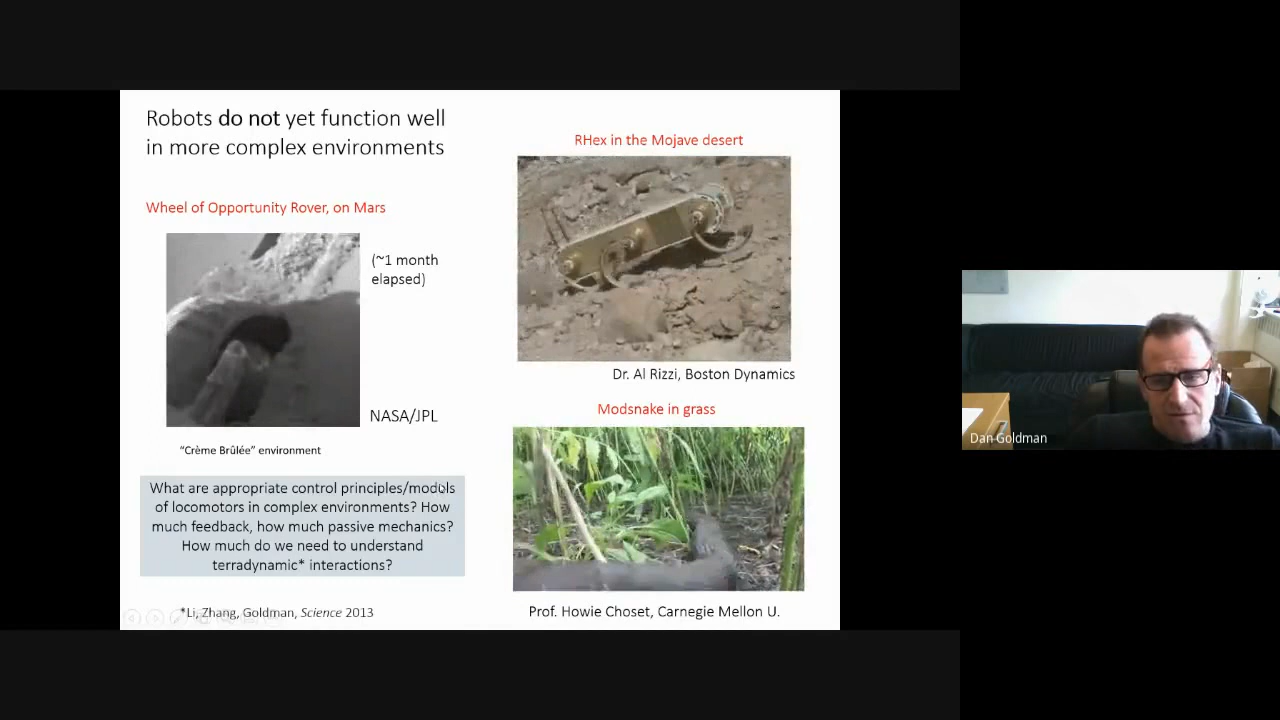 Robots do not yet function well
in more complex environments
Wheel of Opportunity Rover, on Mars
(~1 month
elapsed)
NASA/JPL
“Crème Brûlée” environment
What are appropriate control principles/models
of locomotors in complex environments? How
much feedback, how much passive mechanics?
How much do we need to understand
terradynamic* interactions?
*Li, Zhang, Goldman, Science 2013
RHex in the Mojave desert
Dr. Al Rizzi, Boston Dynamics
Modsnake in grass
Prof. Howie Choset, Carnegie Mellon U.
Dan Goldman